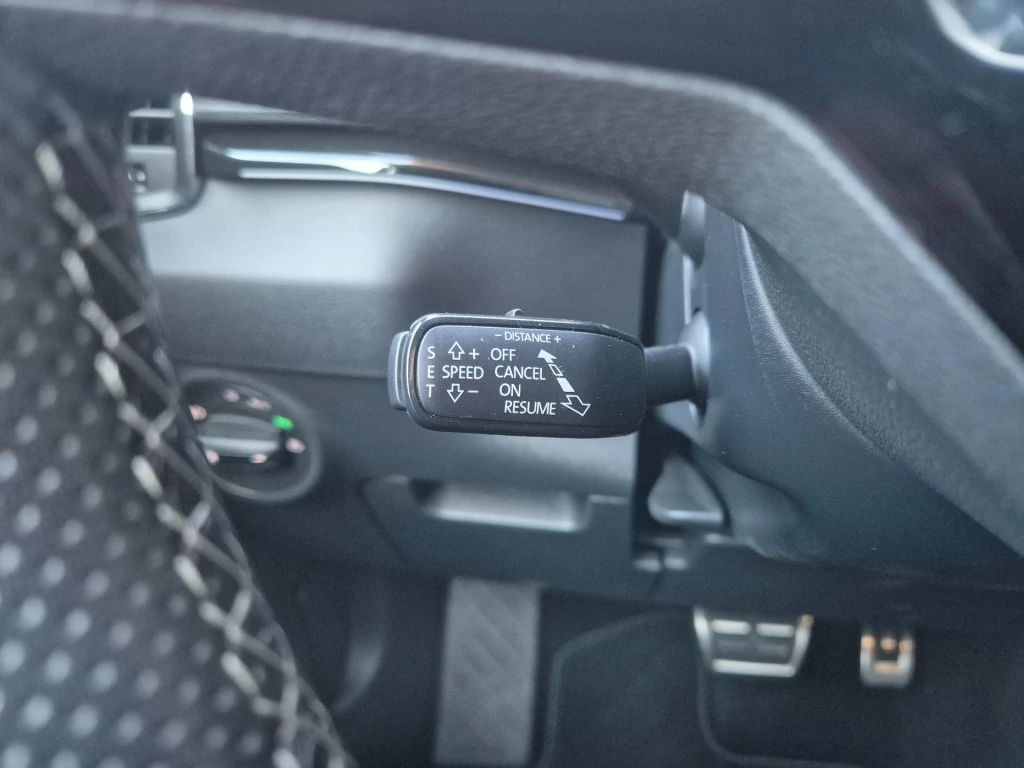 − DISTANCE +
S + OFF
E SPEED CANCEL
T − ON
RESUME